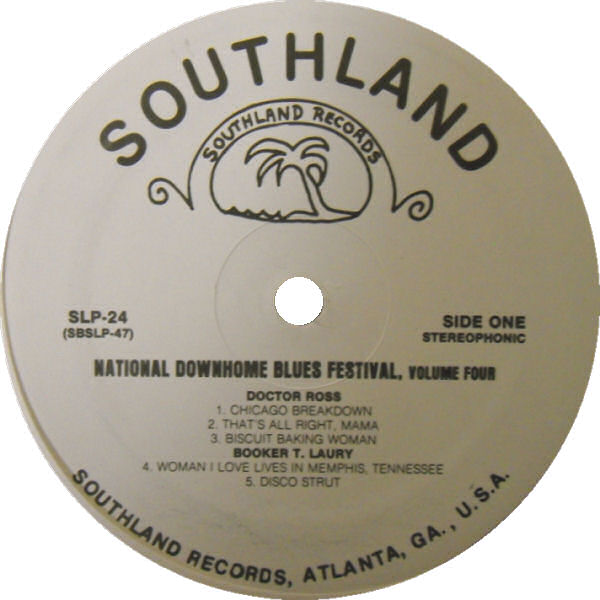 SOUTHLAND
SOUTHLAND RECORDS
SLP-24
(SBSLP-47)
SIDE ONE
STEREOPHONIC
NATIONAL DOWNHOME BLUES FESTIVAL, VOLUME FOUR
DOCTOR ROSS
1. CHICAGO BREAKDOWN
2. THAT'S ALL RIGHT, MAMA
3. BISCUIT BAKING WOMAN
BOOKER T. LAURY
4. WOMAN I LOVE LIVES IN MEMPHIS, TENNESSEE
5. DISCO STRUT
SOUTHLAND RECORDS, ATLANTA, GA., U.S.A.